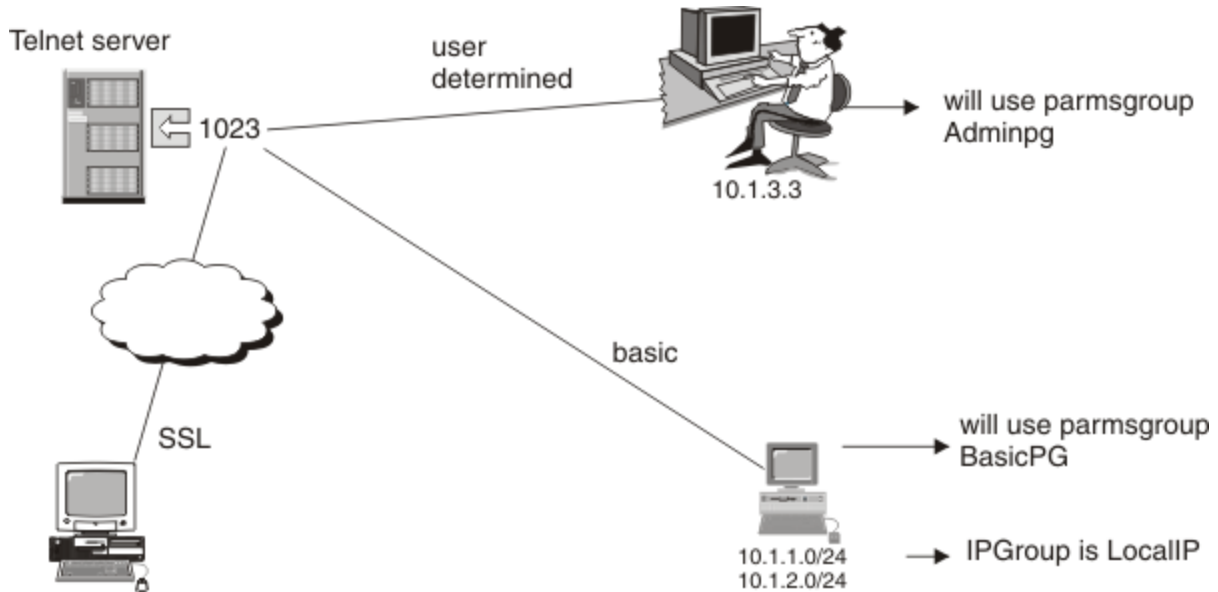 Telnet server
user
determined
1023
will use parmsgroup
Adminpg
10.1.3.3
basic
SSL
will use parmsgroup
BasicPG
10.1.1.0/24
10.1.2.0/24
IPGroup is LocalIP